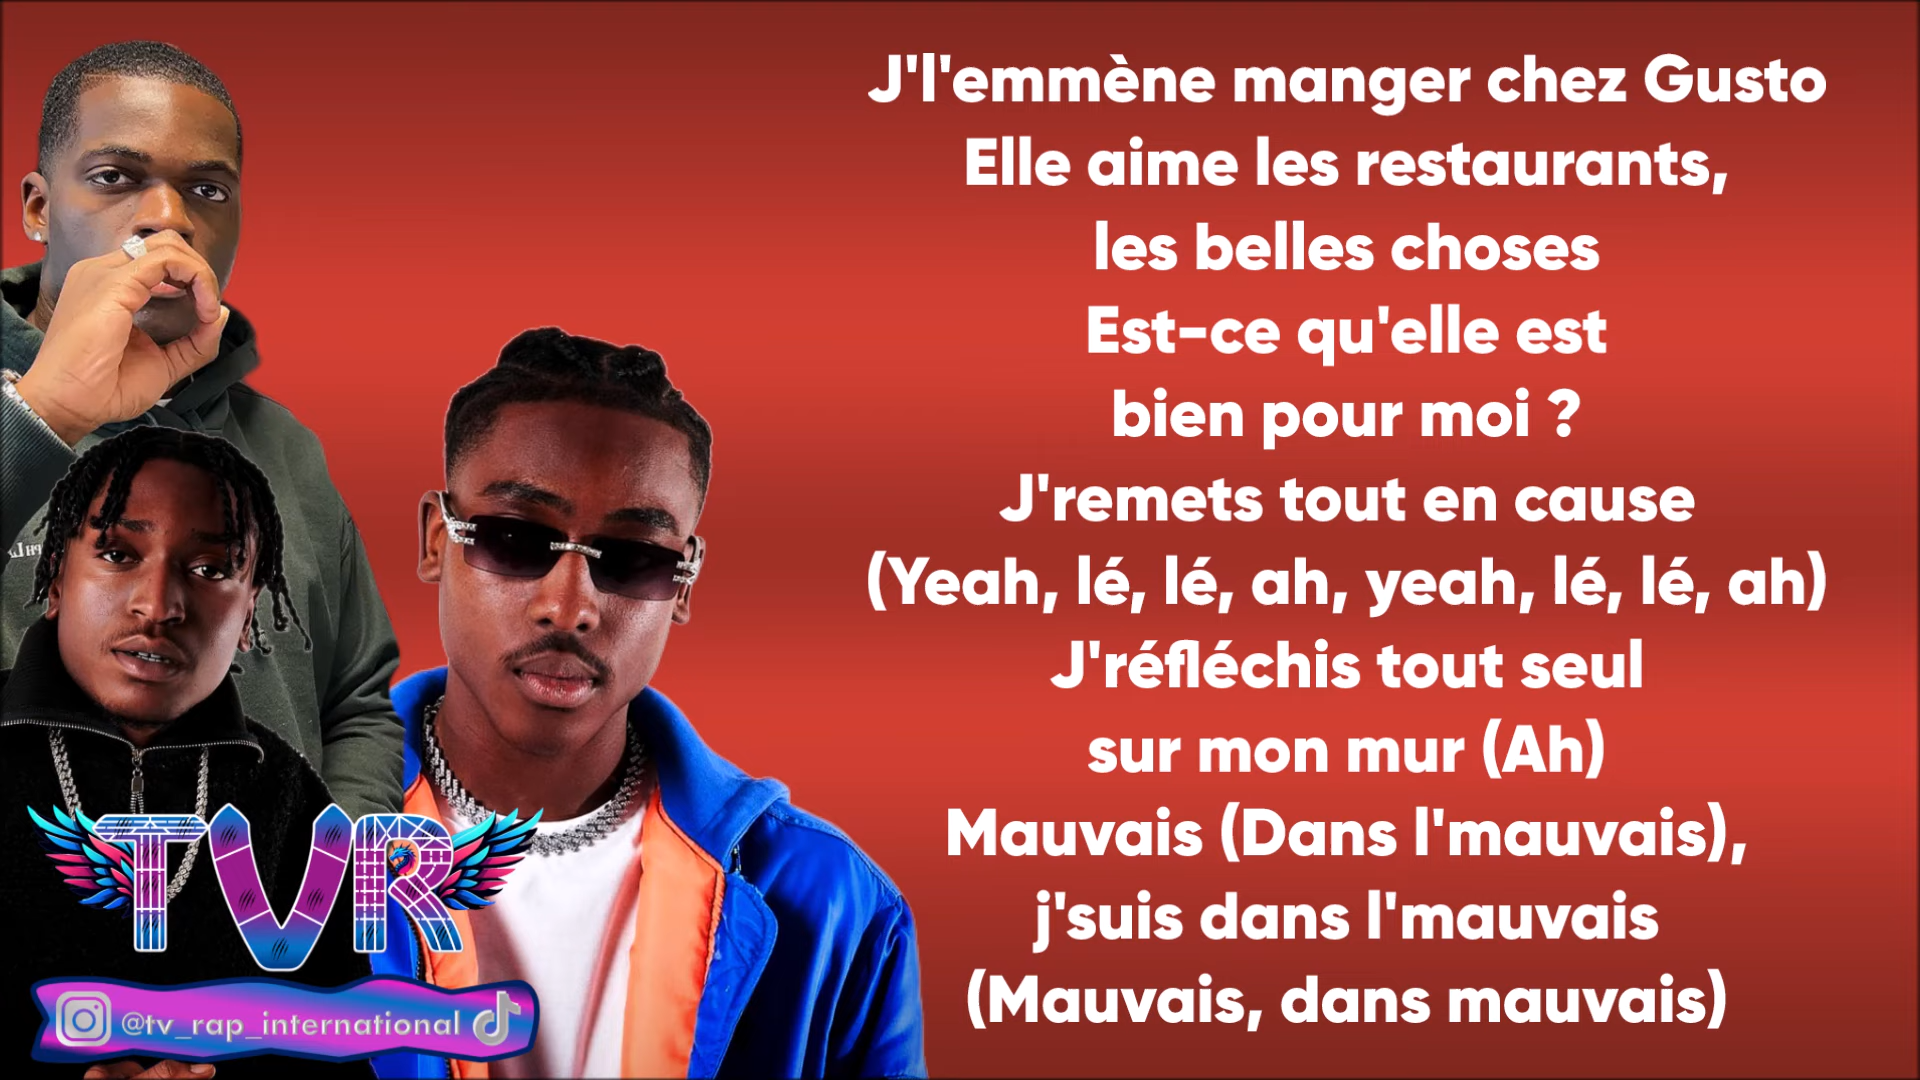 J'l'emmène manger chez Gusto
Elle aime les restaurants,
les belles choses
Est-ce qu'elle est
bien pour moi ?
J'remets tout en cause
(Yeah, lé, lé, ah, yeah, lé, lé, ah)
J'réfléchis tout seul
sur mon mur (Ah)
Mauvais (Dans l'mauvais),
j'suis dans l'mauvais
(Mauvais, dans mauvais)
TVR
@tv_rap_international